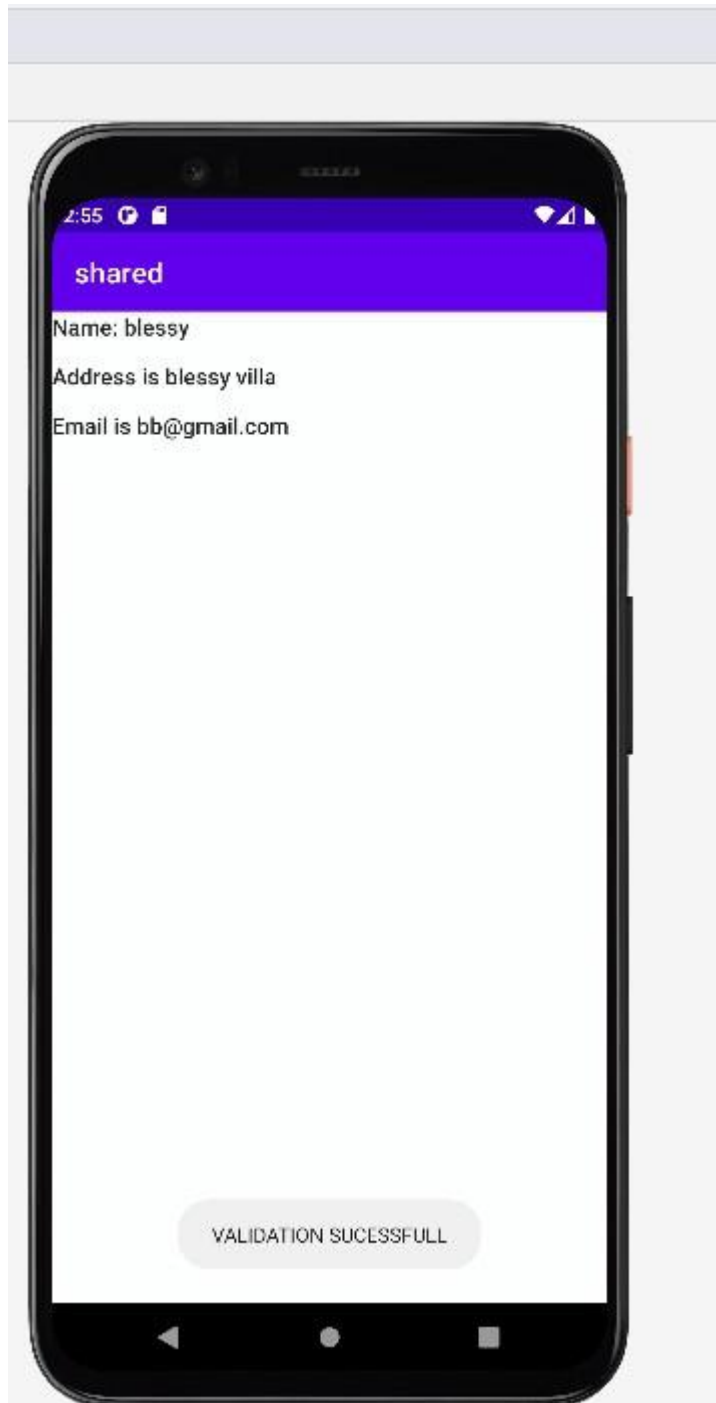 2:55
shared
Name: blessy
Address is blessy villa
Email is bb@gmail.com
VALIDATION SUCESSFULL